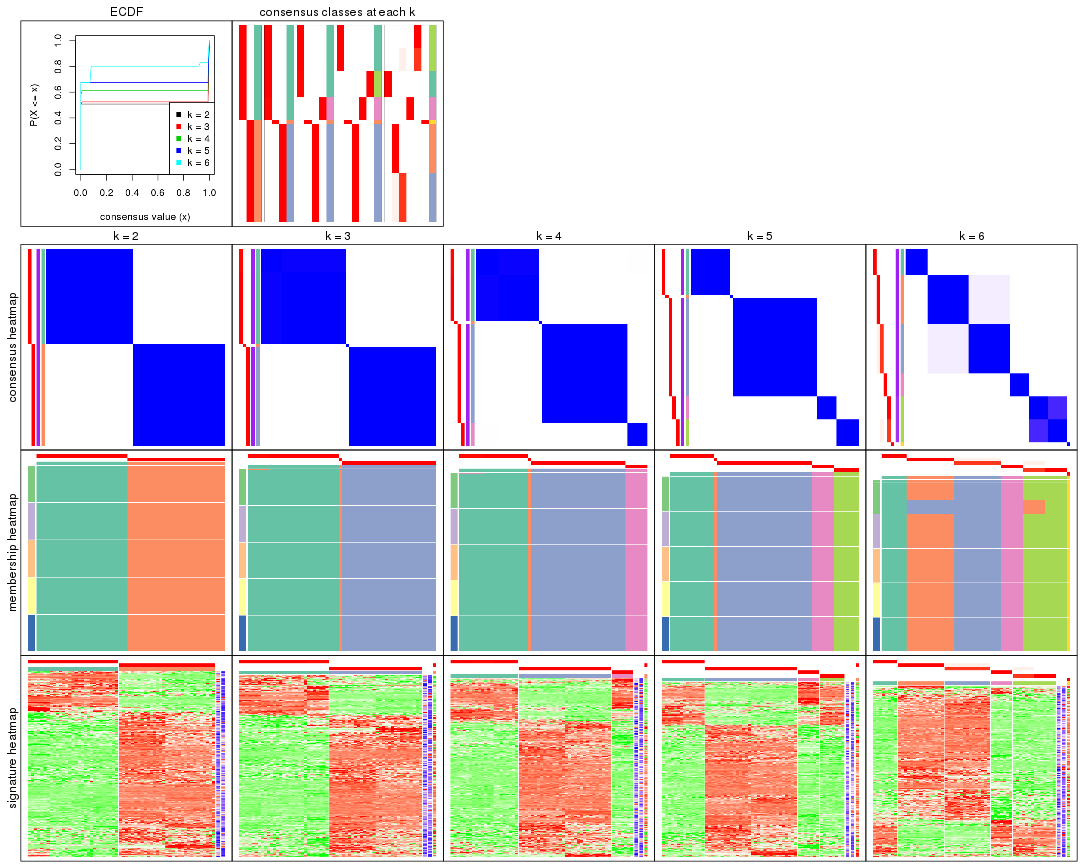 ECDF
consensus classes at each k
P(X <= x)
1.0
0.8
0.6
0.4
0.2
0.0
k = 2
k = 3
k = 4
k = 5
k = 6
0.0 0.2 0.4 0.6 0.8 1.0
consensus value (x)
k = 2
k = 3
k = 4
k = 5
k = 6
consensus heatmap
membership heatmap
signature heatmap